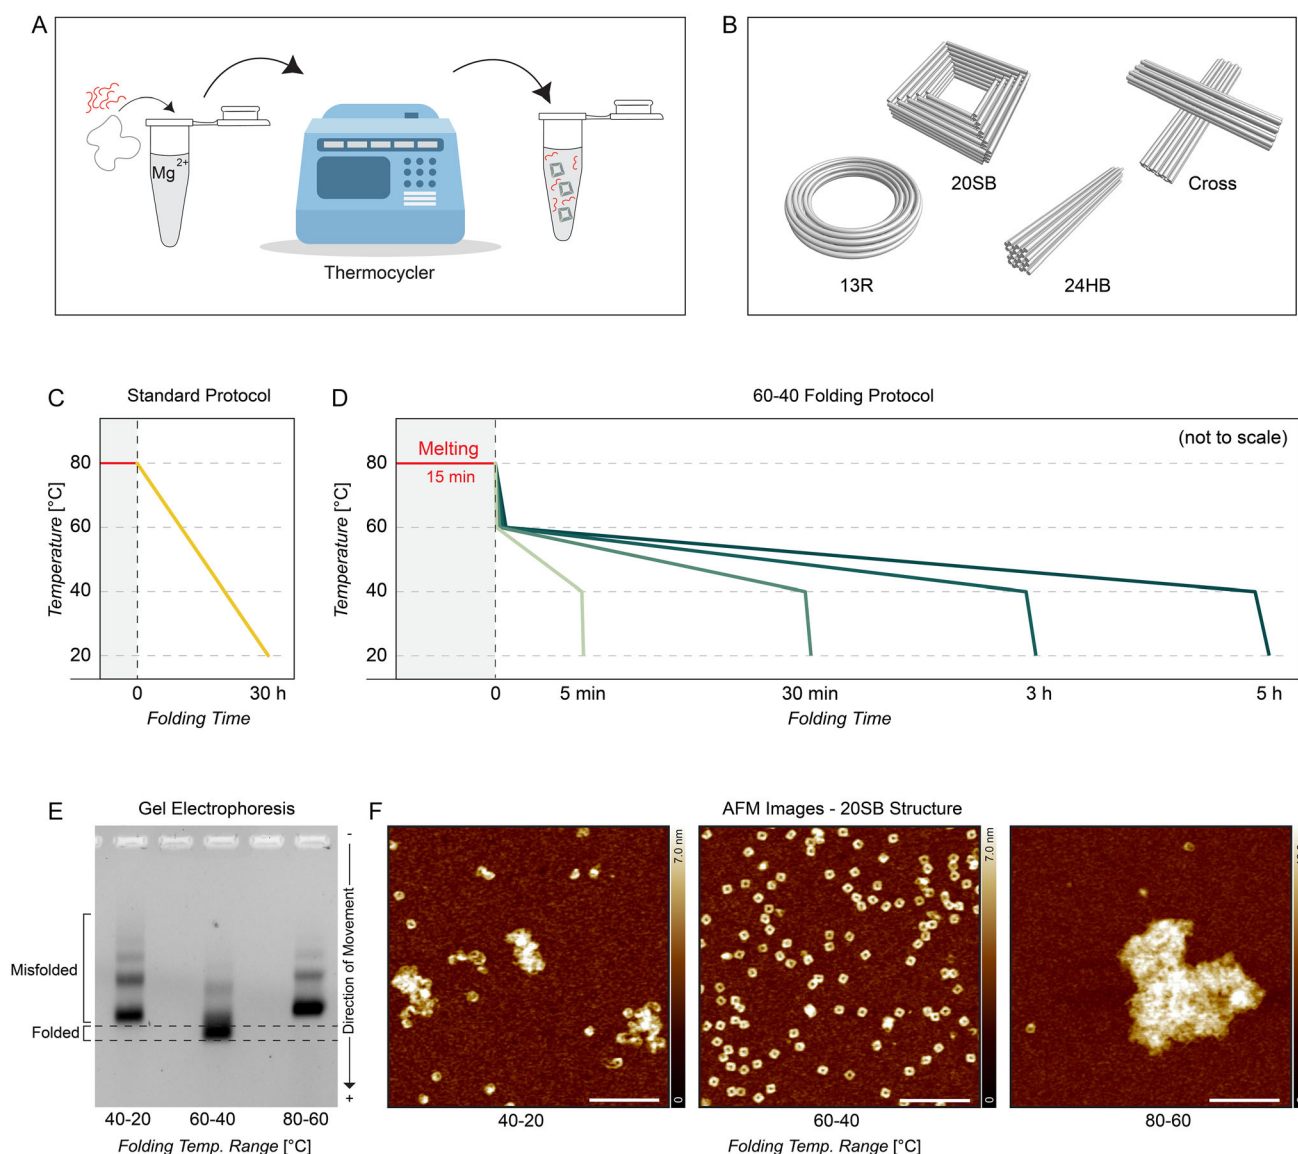 A
Mg2+
Thermocycler
B
20SB
Cross
13R
24HB
C
Standard Protocol
Temperature [°C]
80
60
40
20
0
30 h
Folding Time
D
60-40 Folding Protocol
(not to scale)
Melting
15 min
Temperature [°C]
80
60
40
20
0
5 min
30 min
3 h
5 h
Folding Time
E
Gel Electrophoresis
Misfolded
Folded
-
Direction of Movement
+
40-20
60-40
80-60
Folding Temp. Range [°C]
F
AFM Images - 20SB Structure
7.0 nm
0
7.0 nm
0
40-20
60-40
80-60
Folding Temp. Range [°C]